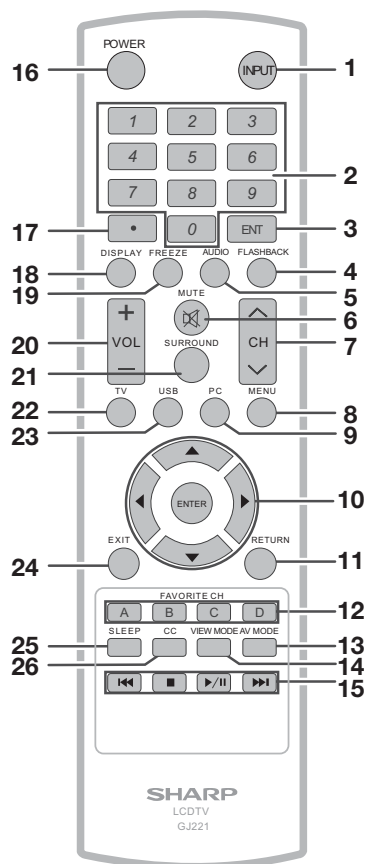 POWER
16
INPUT
1
1 2 3
4 5 6
7 8 9
2
17
•
0
ENT
3
DISPLAY FREEZE AUDIO FLASHBACK
18
19
4
5
MUTE
6
+
VOL
−
20
CH
7
SURROUND
21
TV USB PC MENU
22
23
8
9
ENTER
10
EXIT
RETURN
24
11
FAVORITE CH
A B C D
12
SLEEP CC VIEW MODE AV MODE
25
26
13
14
15
SHARP
LCDTV
GJ221